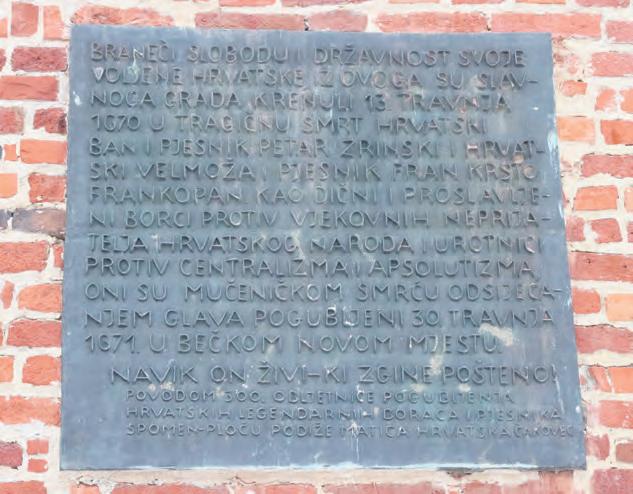 BRANEĆI SLOBODU I DRŽAVNOST SVOJE
VOLJENE HRVATSKE IZ OVOGA SU SLAV-
NOGA GRADA KRENULI 13. TRAVNJA
1670 U TRAGIČNU SMRT HRVATSKI
BAN I PJESNIK PETAR ZRINSKI I HRVAT-
SKI VELMOŽA I PJESNIK FRAN KRSTO
FRANKOPAN KAO DIČNI I PROSLAVLJE-
NI BORCI PROTIV VJEKOVNIH NEPRIJA-
TELJA HRVATSKOG NARODA I UROTNICI
PROTIV CENTRALIZMA I APSOLUTIZMA.
ONI SU MUČENIČKOM SMRĆU ODSIJECA-
NJEM GLAVA POGUBLJENI 30. TRAVNJA
1671. U BEČKOM NOVOM MJESTU.
NAVIK ON ŽIVI-KI ZGINE POŠTENO!
POVODOM 300. OBLJETNICE POGUBLJENJA
HRVATSKIH LEGENDARNIH BORACA I PJESNIKA
SPOMEN-PLOČU PODIŽE MATICA HRVATSKA ČAKOVEC